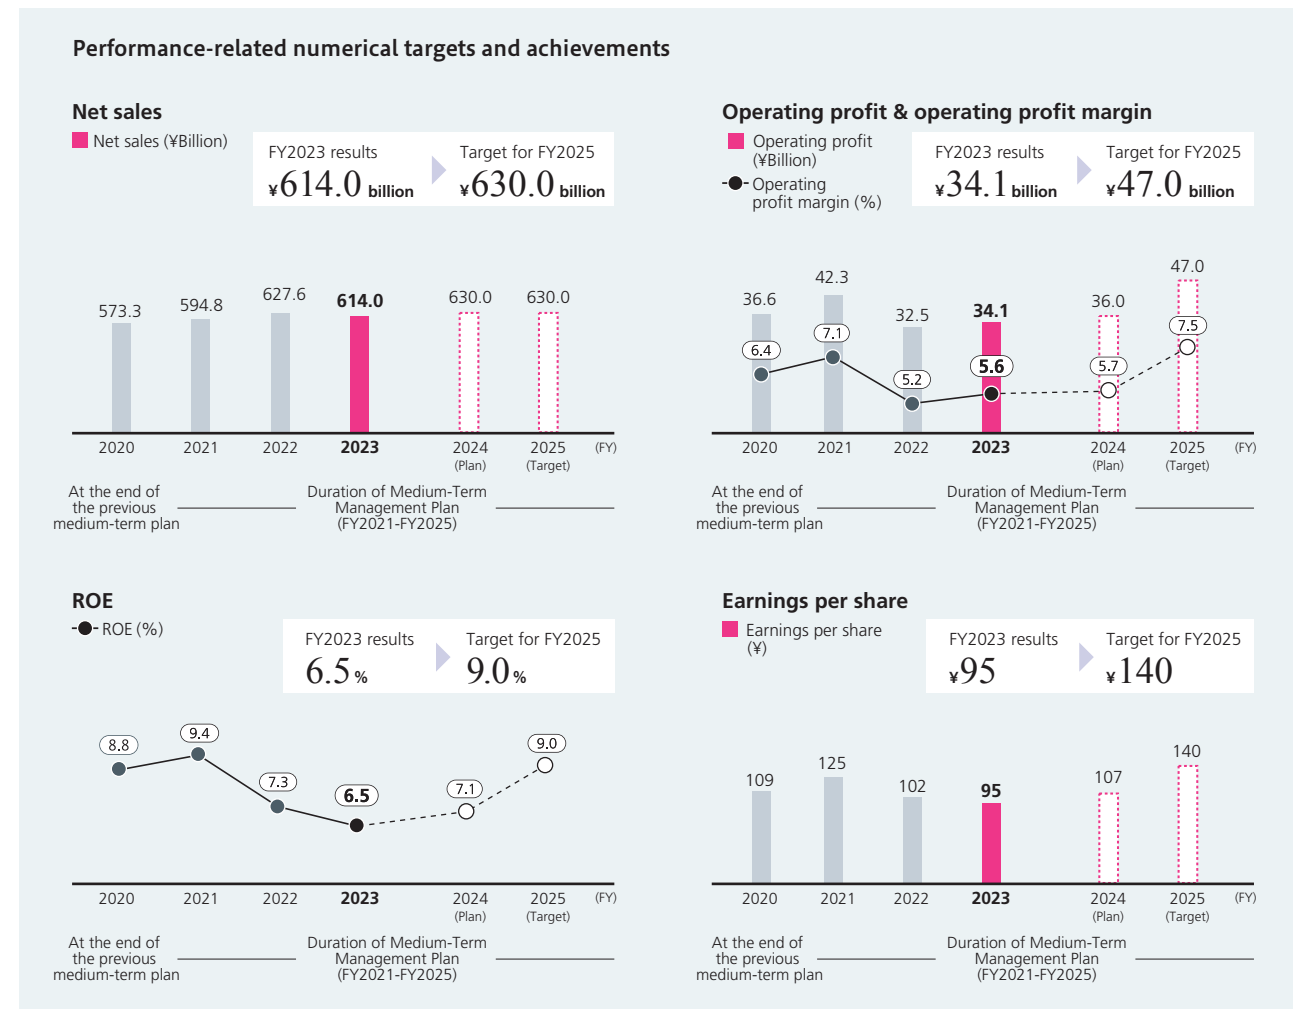 Performance-related numerical targets and achievements
Net sales
Net sales (¥Billion)
FY2023 results
¥614.0 billion
Target for FY2025
¥630.0 billion
573.3
594.8
627.6
614.0
630.0
630.0
2020
2021
2022
2023
2024
(Plan)
2025
(Target)
(FY)
At the end of
the previous
medium-term plan
Duration of Medium-Term
Management Plan
(FY2021-FY2025)
Operating profit & operating profit margin
Operating profit
(¥Billion)
Operating
profit margin (%)
FY2023 results
¥34.1 billion
Target for FY2025
¥47.0 billion
36.6
42.3
32.5
34.1
36.0
47.0
6.4
7.1
5.2
5.6
5.7
7.5
2020
2021
2022
2023
2024
(Plan)
2025
(Target)
(FY)
At the end of
the previous
medium-term plan
Duration of Medium-Term
Management Plan
(FY2021-FY2025)
ROE
ROE (%)
FY2023 results
6.5 %
Target for FY2025
9.0 %
8.8
9.4
7.3
6.5
7.1
9.0
2020
2021
2022
2023
2024
(Plan)
2025
(Target)
(FY)
At the end of
the previous
medium-term plan
Duration of Medium-Term
Management Plan
(FY2021-FY2025)
Earnings per share
Earnings per share
(¥)
FY2023 results
¥95
Target for FY2025
¥140
109
125
102
95
107
140
2020
2021
2022
2023
2024
(Plan)
2025
(Target)
(FY)
At the end of
the previous
medium-term plan
Duration of Medium-Term
Management Plan
(FY2021-FY2025)